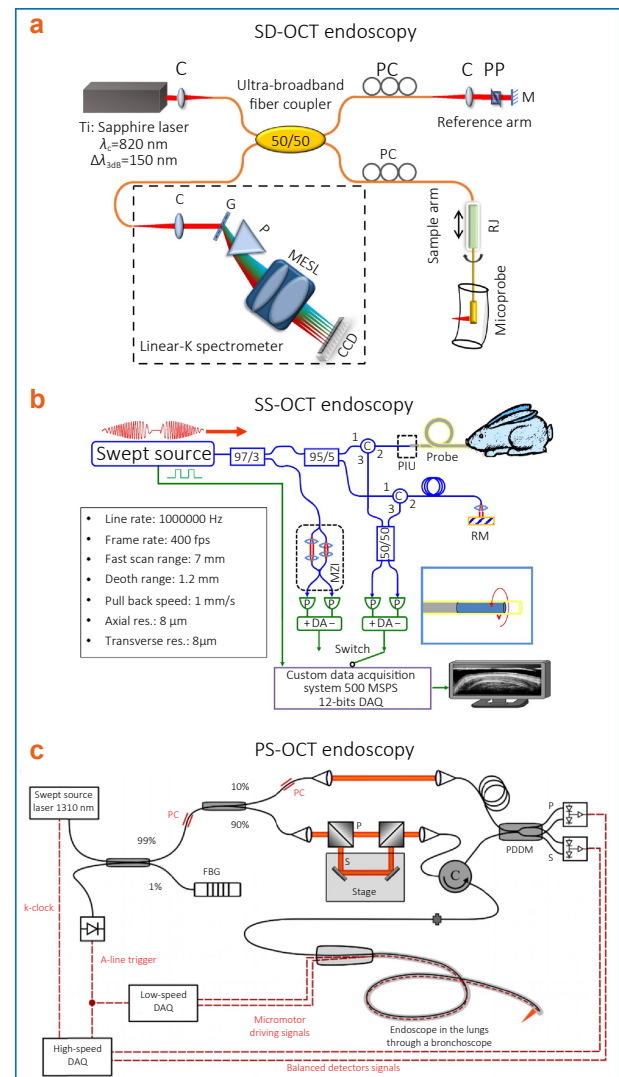 a
SD-OCT endoscopy
C
Ultra-broadband
fiber coupler
PC
C
PP
M
Reference arm
Ti: Sapphire laser
λc=820 nm
Δλ3dB=150 nm
50/50
PC
Sample arm
RJ
Micoprobe
C
G
P
MESL
CCD
Linear-K spectrometer
b
SS-OCT endoscopy
Swept source
97/3
95/5
1
C
2
3
PIU
Probe
1
C
2
3
RM
50/50
MZI
P
P
P
P
+ DA −
+ DA −
Switch
• Line rate: 1000000 Hz
• Frame rate: 400 fps
• Fast scan range: 7 mm
• Deoth range: 1.2 mm
• Pull back speed: 1 mm/s
• Axial res.: 8 μm
• Transverse res.: 8μm
Custom data acquisition
system 500 MSPS
12-bits DAQ
c
PS-OCT endoscopy
Swept source
laser 1310 nm
PC
10%
PC
90%
99%
1%
FBG
P
S
Stage
C
PDDM
P
S
k-clock
A-line trigger
Low-speed
DAQ
Micromotor
driving signals
Endoscope in the lungs
through a bronchoscope
High-speed
DAQ
Balanced detectors signals